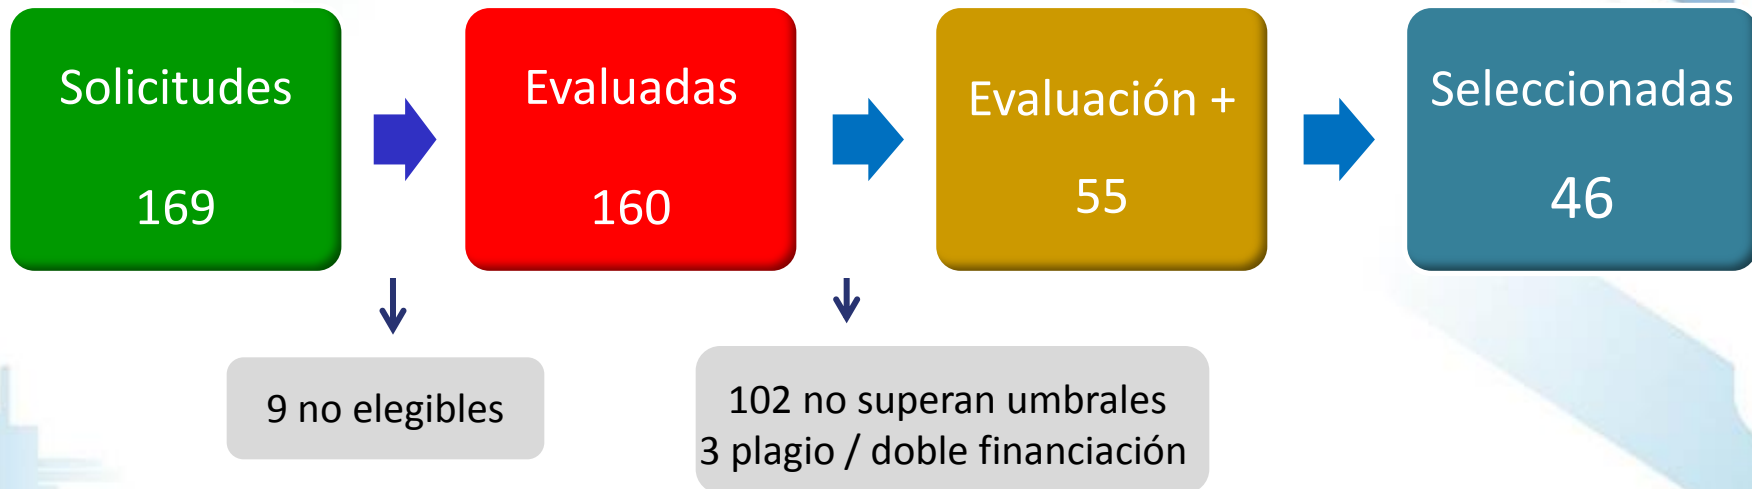 Solicitudes
169
Evaluadas
160
Evaluación +
55
Seleccionadas
46
9 no elegibles
102 no superan umbrales
3 plagio / doble financiación